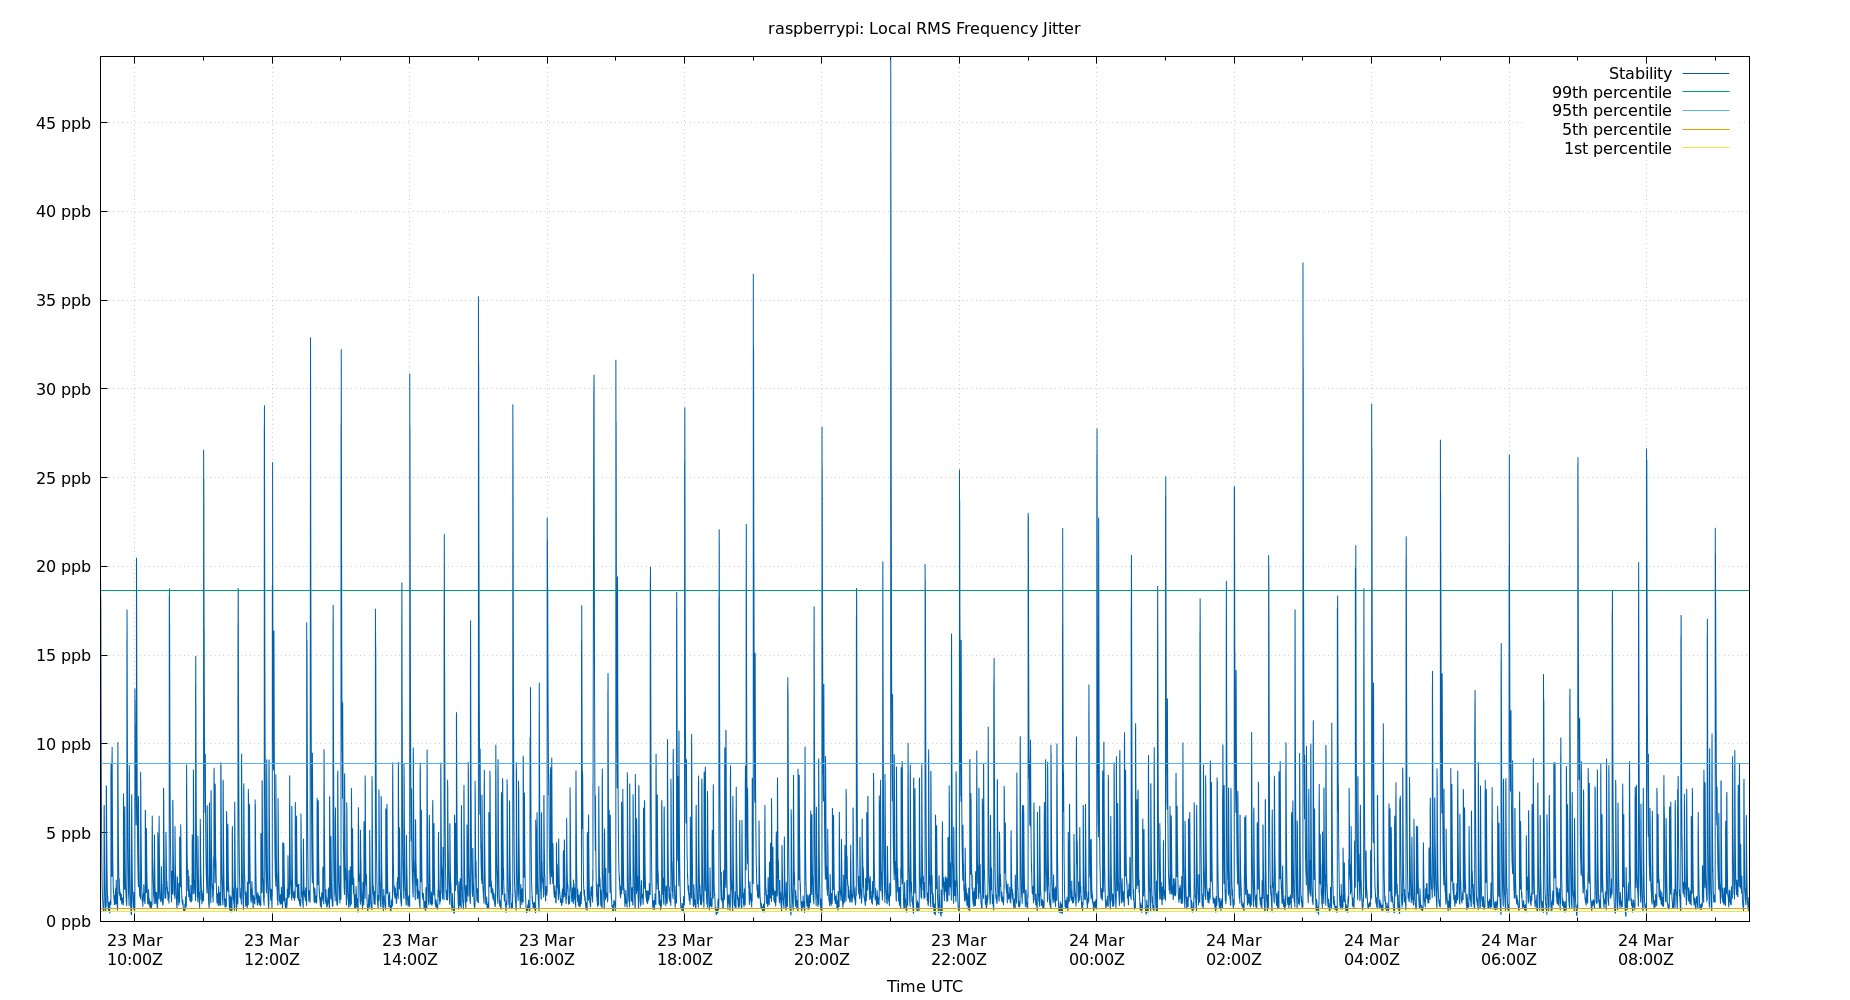 raspberrypi: Local RMS Frequency Jitter
Stability
99th percentile
95th percentile
5th percentile
1st percentile
45 ppb
40 ppb
35 ppb
30 ppb
25 ppb
20 ppb
15 ppb
10 ppb
5 ppb
0 ppb
23 Mar 23 Mar 23 Mar 23 Mar 23 Mar 23 Mar 23 Mar 24 Mar 24 Mar 24 Mar 24 Mar 24 Mar
10:00Z 12:00Z 14:00Z 16:00Z 18:00Z 20:00Z 22:00Z 00:00Z 02:00Z 04:00Z 06:00Z 08:00Z
Time UTC